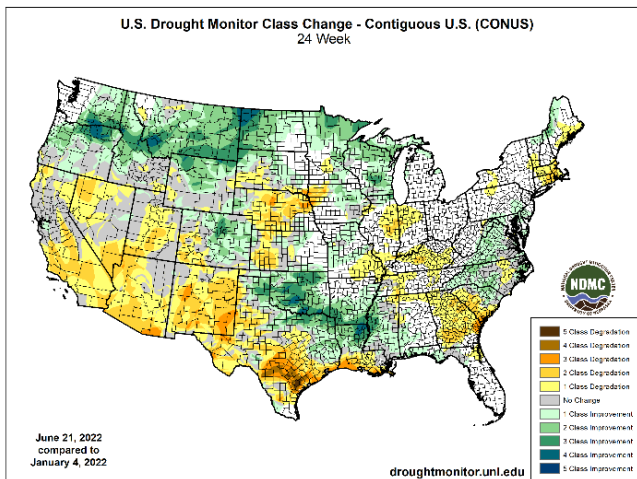 U.S. Drought Monitor Class Change - Contiguous U.S. (CONUS)
24 Week
NDMC
5 Class Degradation
4 Class Degradation
3 Class Degradation
2 Class Degradation
1 Class Degradation
No Change
1 Class Improvement
2 Class Improvement
3 Class Improvement
4 Class Improvement
5 Class Improvement
June 21, 2022
compared to
January 4, 2022
droughtmonitor.unl.edu